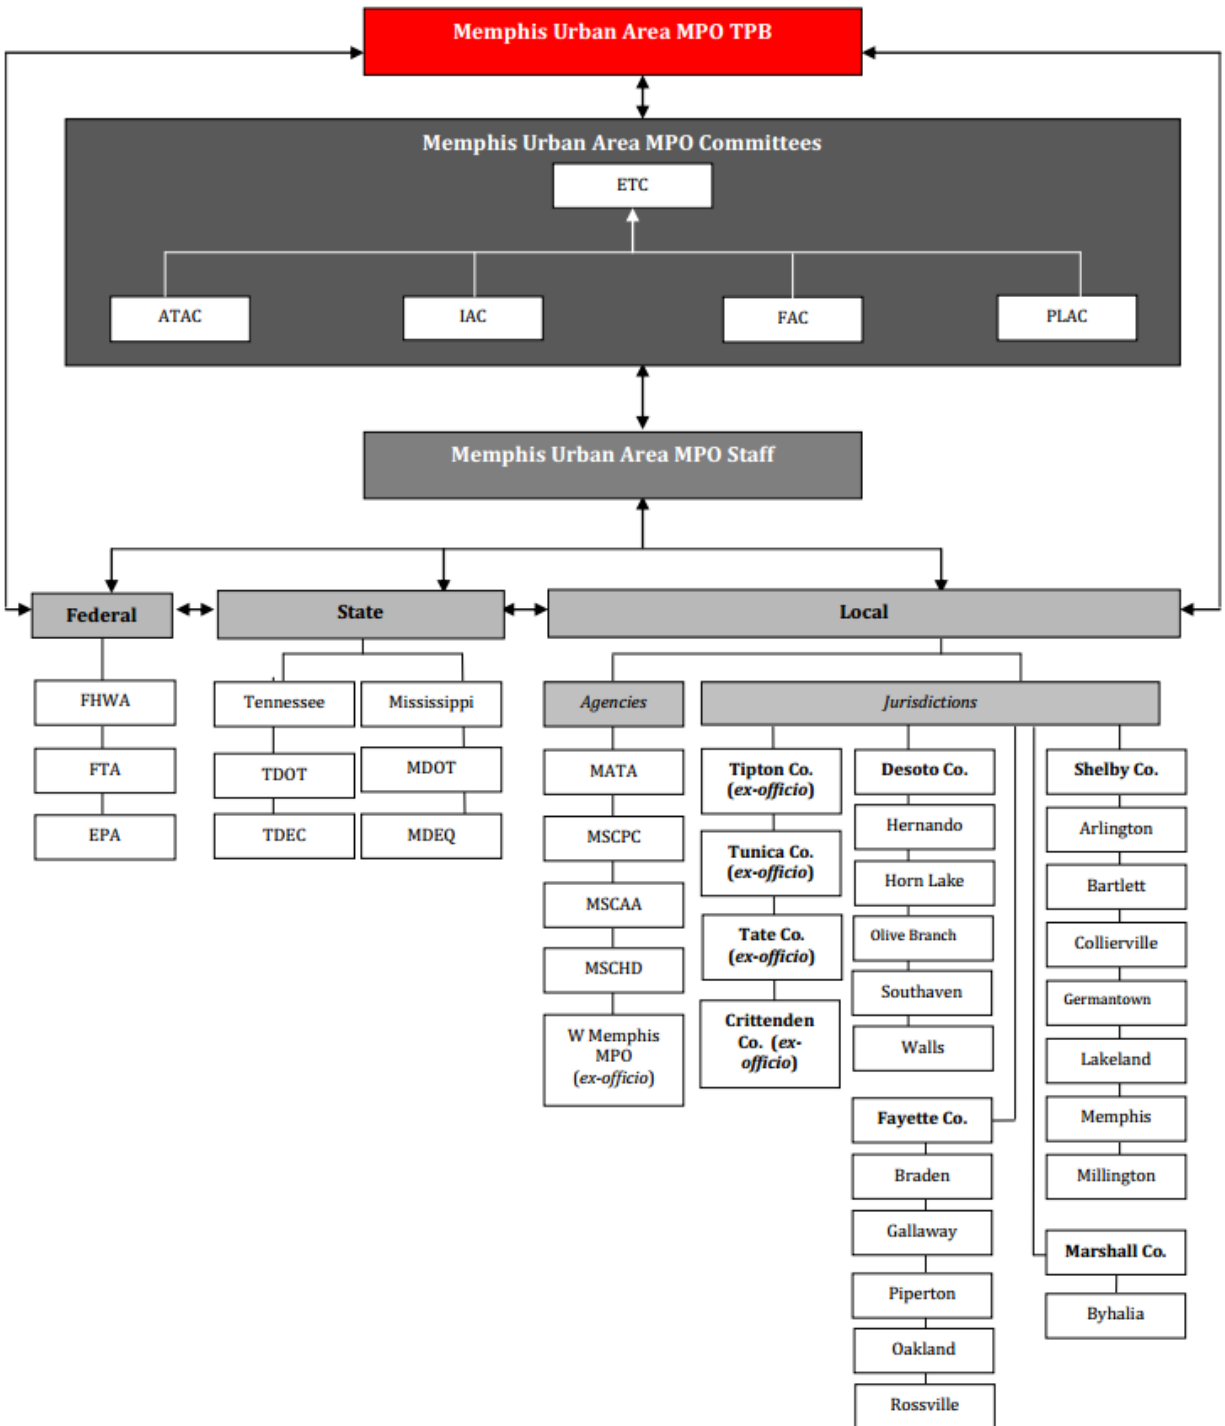 Memphis Urban Area MPO TPB
Memphis Urban Area MPO Committees
ETC
ATAC
IAC
FAC
PLAC
Memphis Urban Area MPO Staff
Federal
State
Local
FHWA
FTA
EPA
Tennessee
TDOT
TDEC
Mississippi
MDOT
MDEQ
Agencies
MATA
MSCPC
MSCAA
MSCHD
W Memphis
MPO
(ex-officio)
Jurisdictions
Tipton Co.
(ex-officio)
Tunica Co.
(ex-officio)
Tate Co.
(ex-officio)
Crittenden
Co. (ex-
officio)
Desoto Co.
Hernando
Horn Lake
Olive Branch
Southaven
Walls
Fayette Co.
Braden
Gallaway
Piperton
Oakland
Rossville
Shelby Co.
Arlington
Bartlett
Collierville
Germantown
Lakeland
Memphis
Millington
Marshall Co.
Byhalia